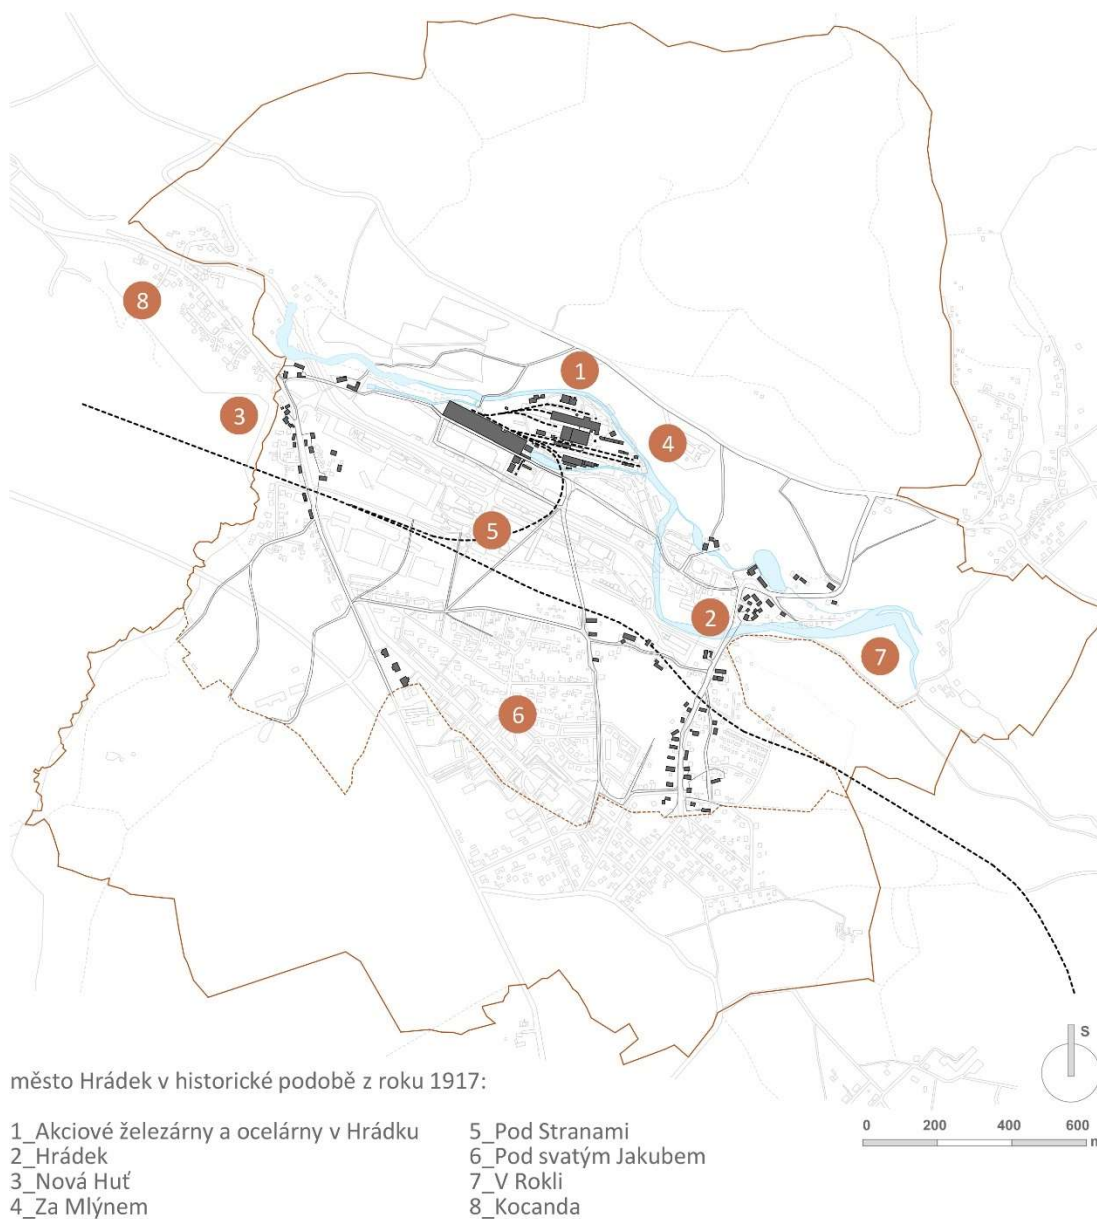 1
8
3
4
5
2
7
6
S
město Hrádek v historické podobě z roku 1917:
1_Akciové železárny a ocelárny v Hrádku
2_Hrádek
3_Nová Huť
4_Za Mlýnem
5_Pod Stranami
6_Pod svatým Jakubem
7_V Rokli
8_Kocanda
0 200 400 600 m